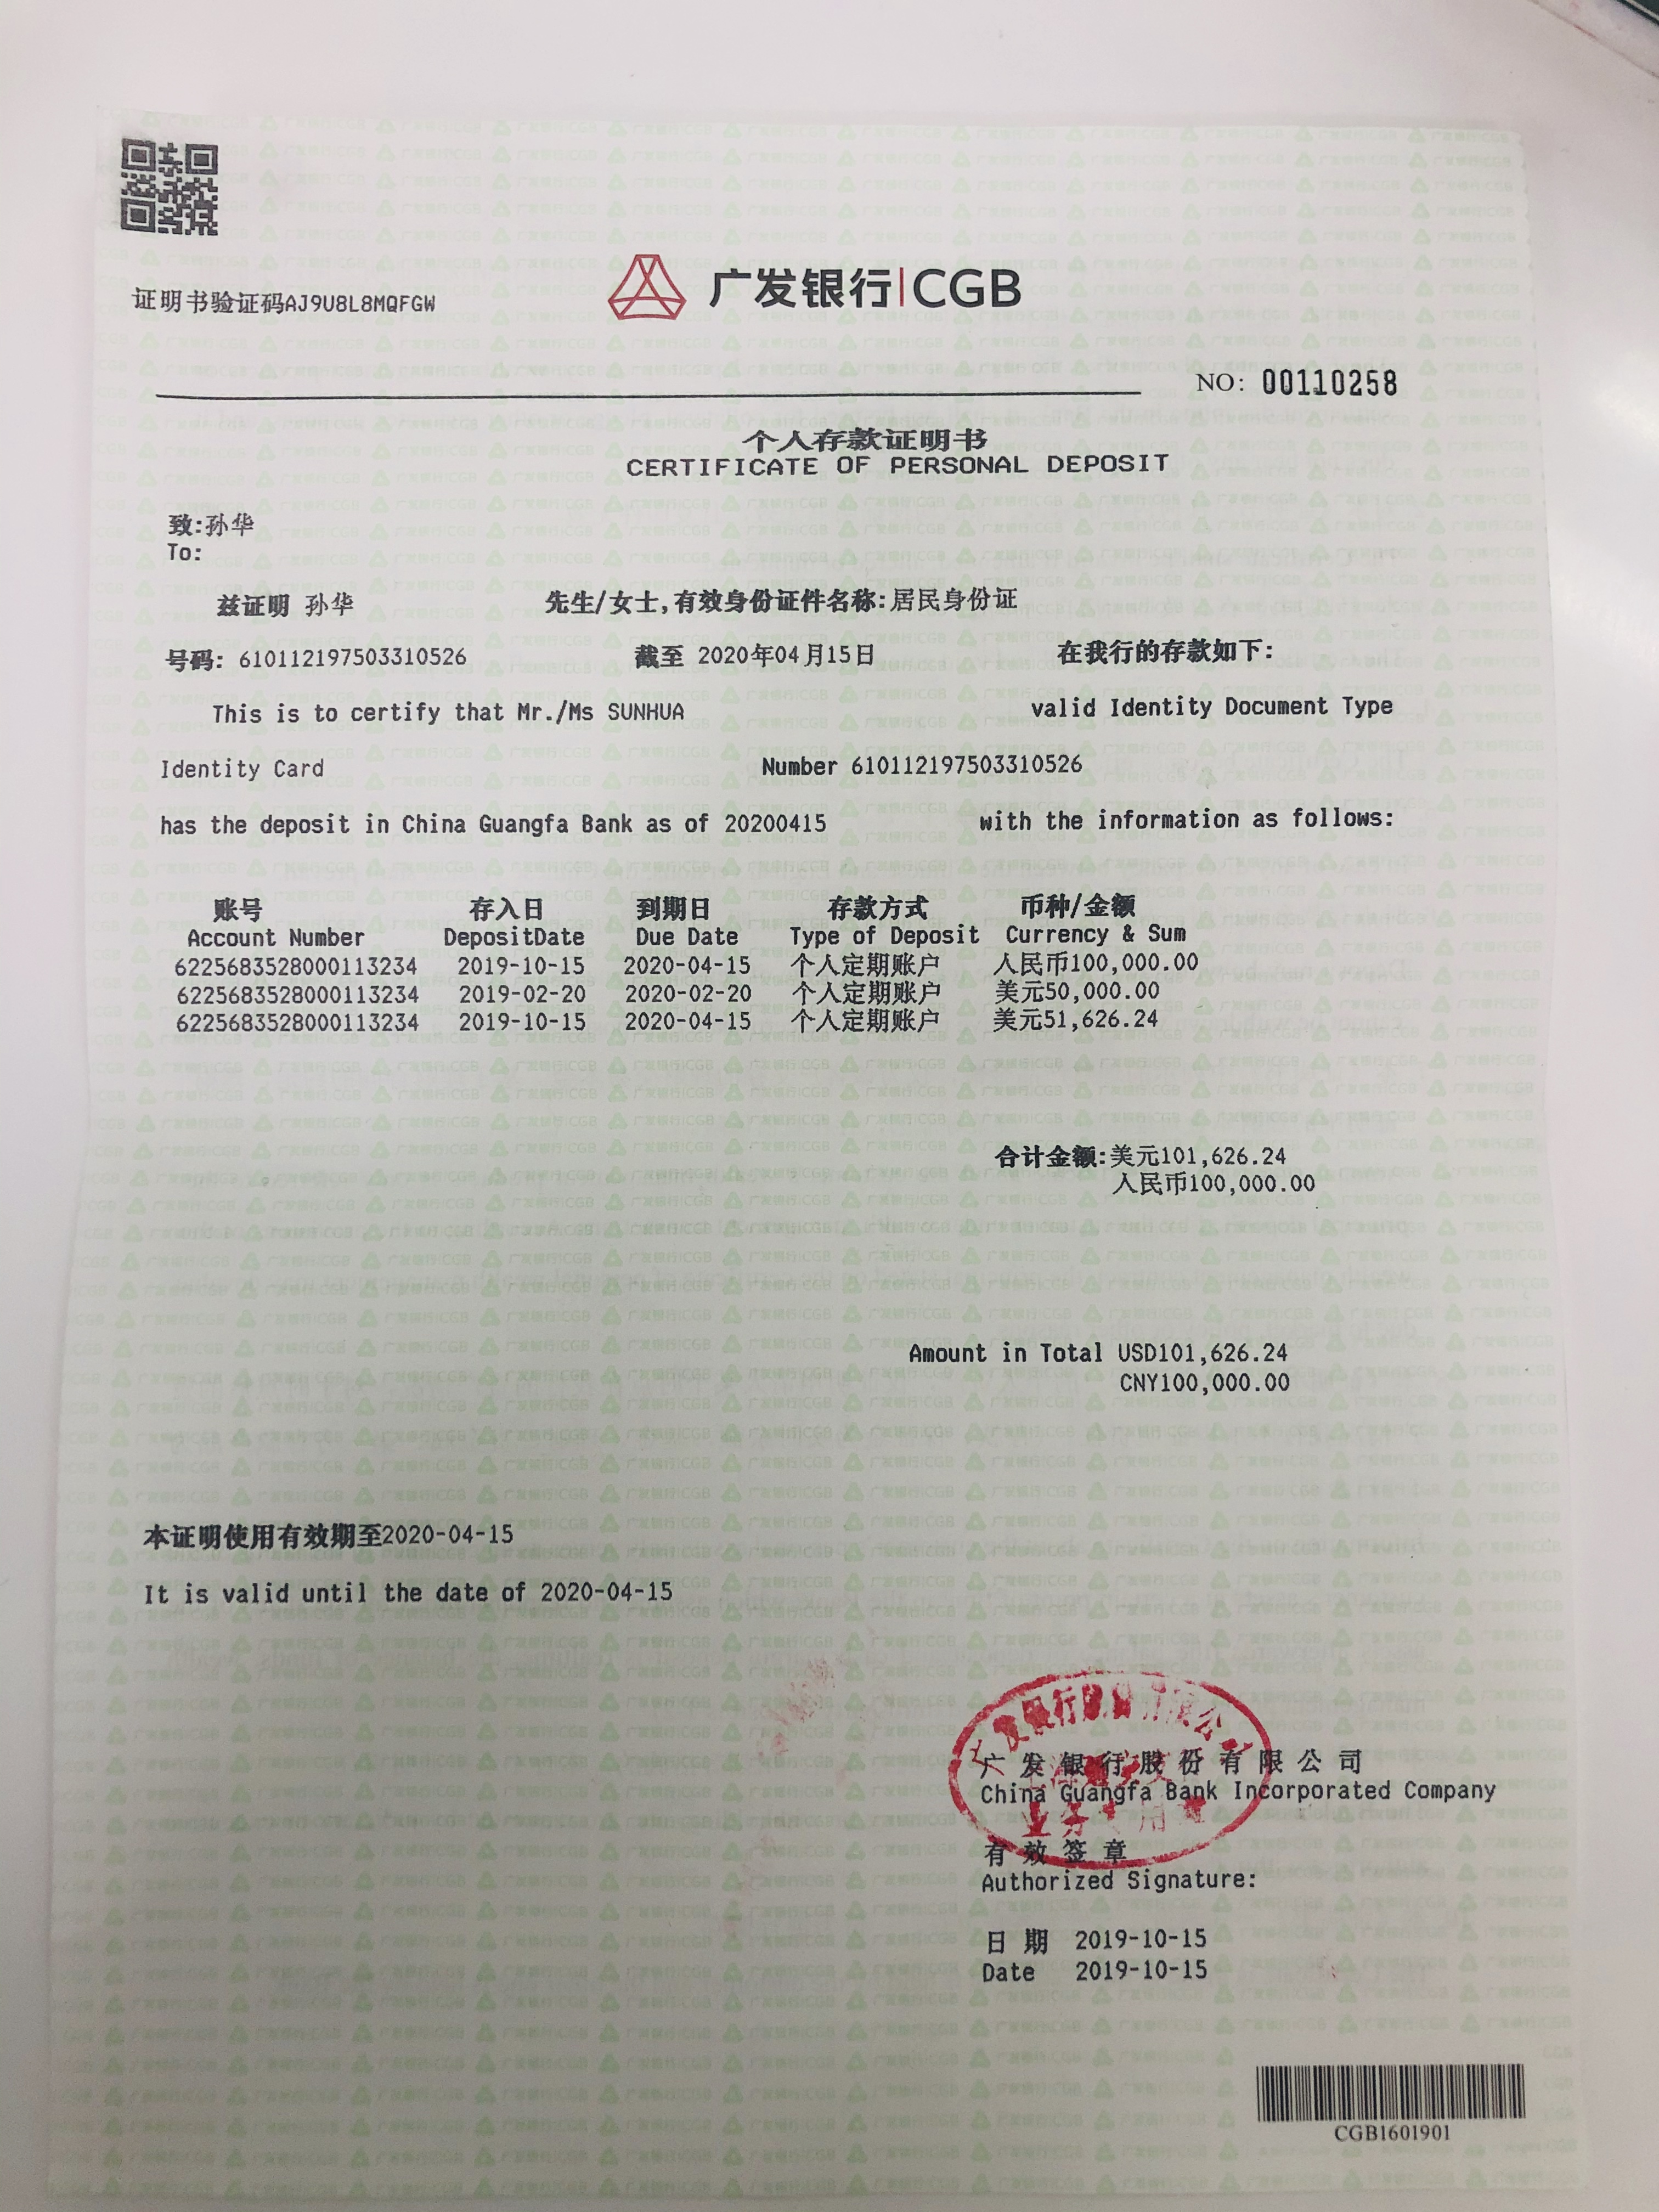 证明书验证码AJ9U8L8MQFGW
广发银行|CGB
NO: 00110258
个人存款证明书
CERTIFICATE OF PERSONAL DEPOSIT
致:孙华
To:
兹证明 孙华 先生/女士,有效身份证件名称:居民身份证
号码: 610112197503310526 截至 2020年04月15日 在我行的存款如下:
This is to certify that Mr./Ms SUNHUA valid Identity Document Type
Identity Card Number 610112197503310526
has the deposit in China Guangfa Bank as of 20200415 with the information as follows:
账号 存入日 到期日 存款方式 币种/金额
Account Number DepositDate Due Date Type of Deposit Currency & Sum
6225683528000113234 2019-10-15 2020-04-15 个人定期账户 人民币100,000.00
6225683528000113234 2019-02-20 2020-02-20 个人定期账户 美元50,000.00
6225683528000113234 2019-10-15 2020-04-15 个人定期账户 美元51,626.24
合计金额:美元101,626.24
人民币100,000.00
Amount in Total USD101,626.24
CNY100,000.00
本证明使用有效期至2020-04-15
It is valid until the date of 2020-04-15
广发银行股份有限公司
China Guangfa Bank Incorporated Company
业务专用章
有效签章
Authorized Signature:
日期 2019-10-15
Date 2019-10-15
CGB1601901